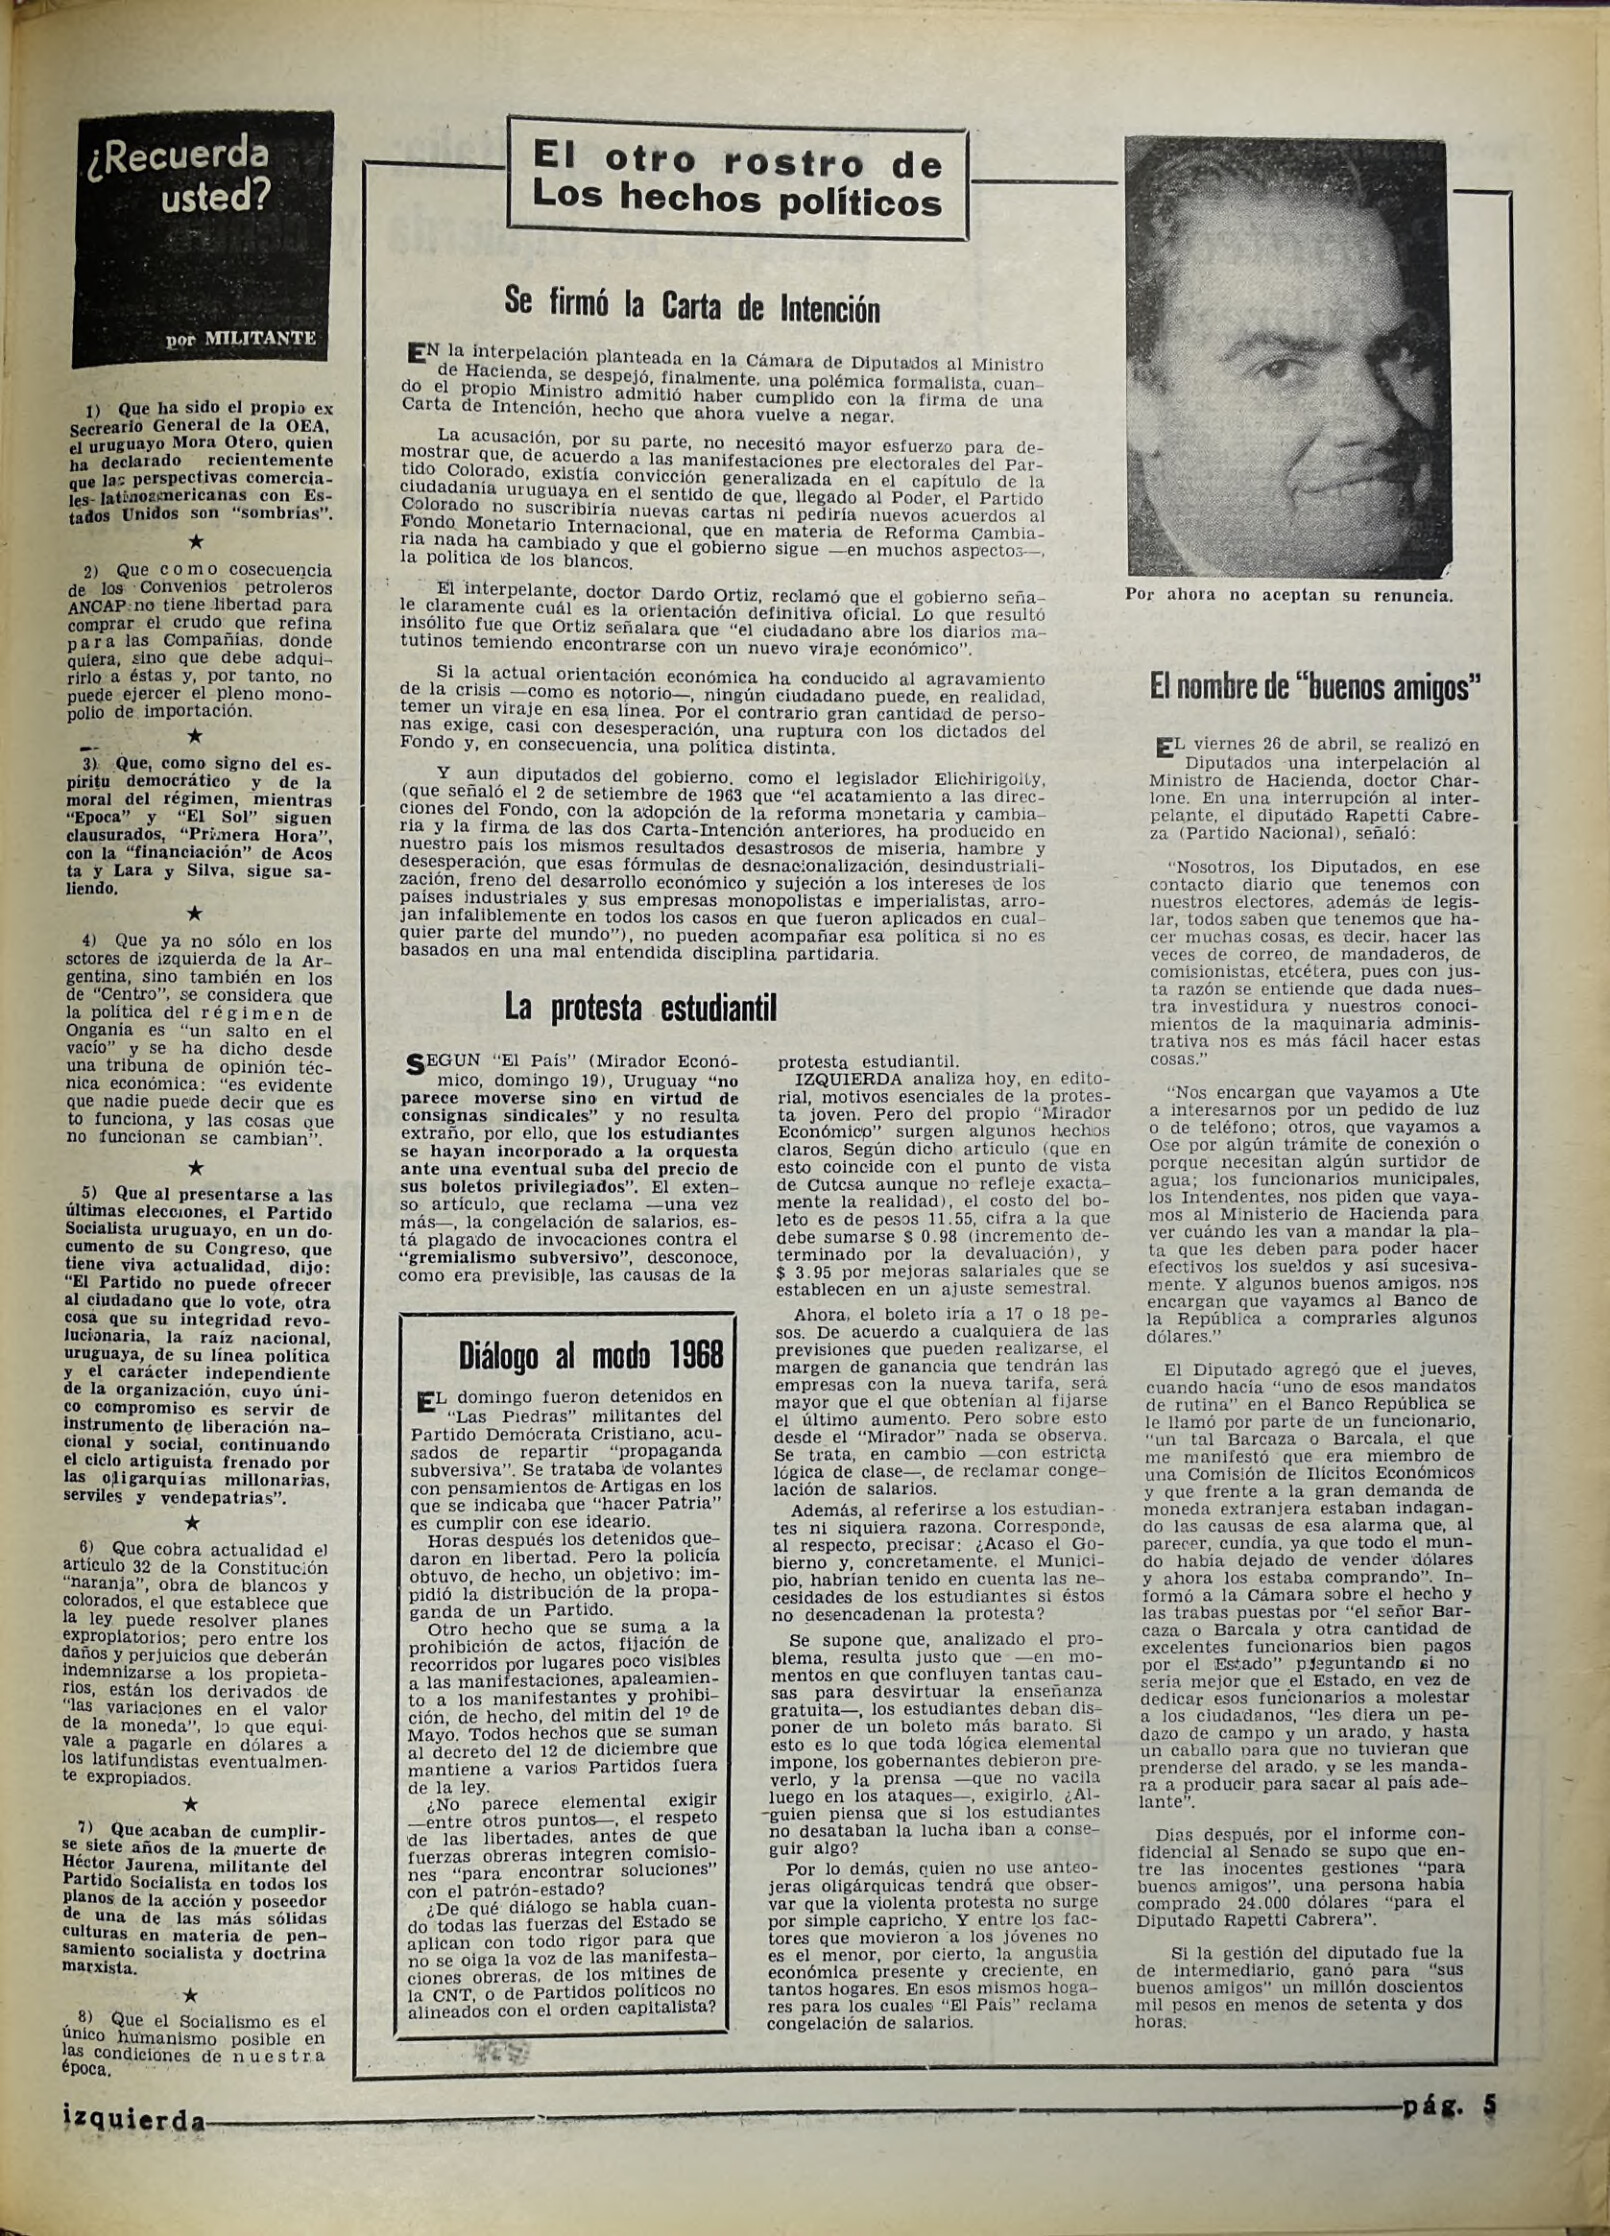 ¿Recuerda
usted?
por MILITANTE
1) Que ha sido el propio ex
Secreario General de la OEA,
el uruguayo Mora Otero, quien
ha declarado recientemente
que las perspectivas comercia-
les-latinoamericanas con Es-
tados Unidos son "sombrías".
★
2) Que como cosecuencia
de los Convenios petroleros
ANCAP no tiene libertad para
comprar el crudo que refina
para las Compañías, donde
quiera, sino que debe adqui-
rirlo a éstas y, por tanto, no
puede ejercer el pleno mono-
polio de importación.
★
3) Que, como signo del es-
píritu democrático y de la
moral del régimen, mientras
"Epoca" y "El Sol" siguen
clausurados, "Primera Hora",
con la "financiación" de Acos
ta y Lara y Silva, sigue sa-
liendo.
★
4) Que ya no sólo en los
sctores de izquierda de la Ar-
gentina, sino también en los
de "Centro", se considera que
la política del régimen de
Onganía es "un salto en el
vacío" y se ha dicho desde
una tribuna de opinión téc-
nica económica: "es evidente
que nadie puede decir que es
to funciona, y las cosas que
no funcionan se cambian".
★
5) Que al presentarse a las
últimas elecciones, el Partido
Socialista uruguayo, en un do-
cumento de su Congreso, que
tiene viva actualidad, dijo:
"El Partido no puede ofrecer
al ciudadano que lo vote, otra
cosa que su integridad revo-
lucionaria, la raíz nacional,
uruguaya, de su línea política
y el carácter independiente
de la organización, cuyo úni-
co compromiso es servir de
instrumento de liberación na-
cional y social, continuando
el ciclo artiguista frenado por
las oligarquías millonarias,
serviles y vendepatrias".
★
6) Que cobra actualidad el
artículo 32 de la Constitución
"naranja", obra de blancos y
colorados, el que establece que
la ley puede resolver planes
expropiatorios; pero entre los
daños y perjuicios que deberán
indemnizarse a los propieta-
rios, están los derivados de
"las variaciones en el valor
de la moneda", lo que equi-
vale a pagarle en dólares a
los latifundistas eventualmen-
te expropiados.
★
7) Que acaban de cumplir-
se siete años de la muerte de
Héctor Jaurena, militante del
Partido Socialista en todos los
planos de la acción y poseedor
de una de las más sólidas
culturas en materia de pen-
samiento socialista y doctrina
marxista.
★
8) Que el Socialismo es el
único humanismo posible en
las condiciones de nuestra
época.
El otro rostro de
Los hechos políticos
Se firmó la Carta de Intención
EN la interpelación planteada en la Cámara de Diputados al Ministro
de Hacienda, se despejó, finalmente, una polémica formalista, cuan-
do el propio Ministro admitió haber cumplido con la firma de una
Carta de Intención, hecho que ahora vuelve a negar.
La acusación, por su parte, no necesitó mayor esfuerzo para de-
mostrar que, de acuerdo a las manifestaciones pre electorales del Par-
tido Colorado, existía convicción generalizada en el capítulo de la
ciudadanía uruguaya en el sentido de que, llegado al Poder, el Partido
Colorado no suscribiría nuevas cartas ni pediría nuevos acuerdos al
Fondo Monetario Internacional, que en materia de Reforma Cambia-
ria nada ha cambiado y que el gobierno sigue —en muchos aspectos—,
la política de los blancos.
El interpelante, doctor Dardo Ortiz, reclamó que el gobierno seña-
le claramente cuál es la orientación definitiva oficial. Lo que resultó
insólito fue que Ortiz señalara que "el ciudadano abre los diarios ma-
tutinos temiendo encontrarse con un nuevo viraje económico".
Si la actual orientación económica ha conducido al agravamiento
de la crisis —como es notorio—, ningún ciudadano puede, en realidad,
temer un viraje en esa línea. Por el contrario gran cantidad de perso-
nas exige, casi con desesperación, una ruptura con los dictados del
Fondo y, en consecuencia, una política distinta.
Y aun diputados del gobierno, como el legislador Elichirigoity,
(que señaló el 2 de setiembre de 1963 que "el acatamiento a las direc-
ciones del Fondo, con la adopción de la reforma monetaria y cambia-
ria y la firma de las dos Carta-Intención anteriores, ha producido en
nuestro país los mismos resultados desastrosos de miseria, hambre y
desesperación, que esas fórmulas de desnacionalización, desindustriali-
zación, freno del desarrollo económico y sujeción a los intereses de los
países industriales y sus empresas monopolistas e imperialistas, arro-
jan infaliblemente en todos los casos en que fueron aplicados en cual-
quier parte del mundo"), no pueden acompañar esa política si no es
basados en una mal entendida disciplina partidaria.
La protesta estudiantil
SEGUN "El País" (Mirador Econó-
mico, domingo 19), Uruguay "no
parece moverse sino en virtud de
consignas sindicales" y no resulta
extraño, por ello, que los estudiantes
se hayan incorporado a la orquesta
ante una eventual suba del precio de
sus boletos privilegiados". El exten-
so artículo, que reclama —una vez
más—, la congelación de salarios, es-
tá plagado de invocaciones contra el
"gremialismo subversivo", desconoce,
como era previsible, las causas de la
protesta estudiantil.
IZQUIERDA analiza hoy, en edito-
rial, motivos esenciales de la protes-
ta joven. Pero del propio "Mirador
Económico" surgen algunos hechos
claros. Según dicho artículo (que en
esto coincide con el punto de vista
de Cutcsa aunque no refleje exacta-
mente la realidad), el costo del bo-
leto es de pesos 11.55, cifra a la que
debe sumarse $ 0.98 (incremento de-
terminado por la devaluación), y
$ 3.95 por mejoras salariales que se
establecen en un ajuste semestral.
Ahora, el boleto iría a 17 o 18 pe-
sos. De acuerdo a cualquiera de las
previsiones que pueden realizarse, el
margen de ganancia que tendrán las
empresas con la nueva tarifa, será
mayor que el que obtenían al fijarse
el último aumento. Pero sobre esto
desde el "Mirador" nada se observa.
Se trata, en cambio —con estricta
lógica de clase—, de reclamar conge-
lación de salarios.
Además, al referirse a los estudian-
tes ni siquiera razona. Corresponde,
al respecto, precisar: ¿Acaso el Go-
bierno y, concretamente, el Munici-
pio, habrían tenido en cuenta las ne-
cesidades de los estudiantes si éstos
no desencadenan la protesta?
Se supone que, analizado el pro-
blema, resulta justo que —en mo-
mentos en que confluyen tantas cau-
sas para desvirtuar la enseñanza
gratuita—, los estudiantes deban dis-
poner de un boleto más barato. Si
esto es lo que toda lógica elemental
impone, los gobernantes debieron pre-
verlo, y la prensa —que no vacila
luego en los ataques—, exigirlo. ¿Al-
guien piensa que si los estudiantes
no desataban la lucha iban a conse-
guir algo?
Por lo demás, quien no use anteo-
jeras oligárquicas tendrá que obser-
var que la violenta protesta no surge
por simple capricho. Y entre los fac-
tores que movieron a los jóvenes no
es el menor, por cierto, la angustia
económica presente y creciente, en
tantos hogares. En esos mismos hoga-
res para los cuales "El País" reclama
congelación de salarios.
Diálogo al modo 1968
EL domingo fueron detenidos en
"Las Piedras" militantes del
Partido Demócrata Cristiano, acu-
sados de repartir "propaganda
subversiva". Se trataba de volantes
con pensamientos de Artigas en los
que se indicaba que "hacer Patria"
es cumplir con ese ideario.
Horas después los detenidos que-
daron en libertad. Pero la policía
obtuvo, de hecho, un objetivo: im-
pidió la distribución de la propa-
ganda de un Partido.
Otro hecho que se suma a la
prohibición de actos, fijación de
recorridos por lugares poco visibles
a las manifestaciones, apaleamien-
to a los manifestantes y prohibi-
ción, de hecho, del mitin del 1º de
Mayo. Todos hechos que se suman
al decreto del 12 de diciembre que
mantiene a varios Partidos fuera
de la ley.
¿No parece elemental exigir
—entre otros puntos—, el respeto
de las libertades, antes de que
fuerzas obreras integren comisio-
nes "para encontrar soluciones"
con el patrón-estado?
¿De qué diálogo se habla cuan-
do todas las fuerzas del Estado se
aplican con todo rigor para que
no se oiga la voz de las manifesta-
ciones obreras, de los mitines de
la CNT, o de Partidos políticos no
alineados con el orden capitalista?
Por ahora no aceptan su renuncia.
El nombre de "buenos amigos"
EL viernes 26 de abril, se realizó en
Diputados una interpelación al
Ministro de Hacienda, doctor Char-
lone. En una interrupción al inter-
pelante, el diputado Rapetti Cabre-
za (Partido Nacional), señaló:
"Nosotros, los Diputados, en ese
contacto diario que tenemos con
nuestros electores, además de legis-
lar, todos saben que tenemos que ha-
cer muchas cosas, es decir, hacer las
veces de correo, de mandaderos, de
comisionistas, etcétera, pues con jus-
ta razón se entiende que dada nues-
tra investidura y nuestros conoci-
mientos de la maquinaria adminis-
trativa nos es más fácil hacer estas
cosas."
"Nos encargan que vayamos a Ute
a interesarnos por un pedido de luz
o de teléfono; otros, que vayamos a
Ose por algún trámite de conexión o
porque necesitan algún surtidor de
agua; los funcionarios municipales,
los Intendentes, nos piden que vaya-
mos al Ministerio de Hacienda para
ver cuándo les van a mandar la pla-
ta que les deben para poder hacer
efectivos los sueldos y así sucesiva-
mente. Y algunos buenos amigos, nos
encargan que vayamos al Banco de
la República a comprarles algunos
dólares."
El Diputado agregó que el jueves,
cuando hacía "uno de esos mandatos
de rutina" en el Banco República se
le llamó por parte de un funcionario,
"un tal Barcaza o Barcala, el que
me manifestó que era miembro de
una Comisión de Ilícitos Económicos
y que frente a la gran demanda de
moneda extranjera estaban indagan-
do las causas de esa alarma que, al
parecer, cundía, ya que todo el mun-
do había dejado de vender dólares
y ahora los estaba comprando". In-
formó a la Cámara sobre el hecho y
las trabas puestas por "el señor Bar-
caza o Barcala y otra cantidad de
excelentes funcionarios bien pagos
por el Estado" preguntando si no
sería mejor que el Estado, en vez de
dedicar esos funcionarios a molestar
a los ciudadanos, "les diera un pe-
dazo de campo y un arado, y hasta
un caballo para que no tuvieran que
prenderse del arado, y se les manda-
ra a producir para sacar al país ade-
lante".
Días después, por el informe con-
fidencial al Senado se supo que en-
tre las inocentes gestiones "para
buenos amigos", una persona había
comprado 24.000 dólares "para el
Diputado Rapetti Cabrera".
Si la gestión del diputado fue la
de intermediario, ganó para "sus
buenos amigos" un millón doscientos
mil pesos en menos de setenta y dos
horas.
izquierda
pág. 5